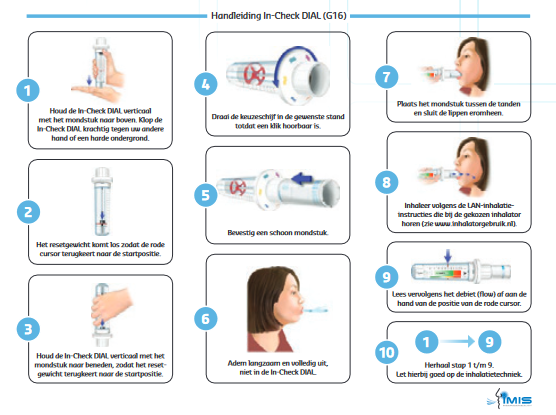 Handleiding In-Check DIAL (G16)
1
Houd de In-Check DIAL verticaal
met het mondstuk naar boven. Klop de
In-Check DIAL krachtig tegen uw andere
hand of een harde ondergrond.
2
Het resetgewicht komt los zodat de rode
cursor terugkeert naar de startpositie.
3
Houd de In-Check DIAL verticaal met het
mondstuk naar beneden, zodat het reset-
gewicht terugkeert naar de startpositie.
4
Draai de keuzeschijf in de gewenste stand
totdat een klik hoorbaar is.
5
Bevestig een schoon mondstuk.
6
Adem langzaam en volledig uit,
niet in de In-Check DIAL.
7
Plaats het mondstuk tussen de tanden
en sluit de lippen eromheen.
8
Inhaleer volgens de LAN-inhalatie-
instructies die bij de gekozen inhalator
horen (zie www.inhalatorgebruik.nl).
9
Lees vervolgens het debiet (flow) af aan de
hand van de positie van de rode cursor.
10
1 9
Herhaal stap 1 t/m 9.
Let hierbij goed op de inhalatietechniek.
IMIS